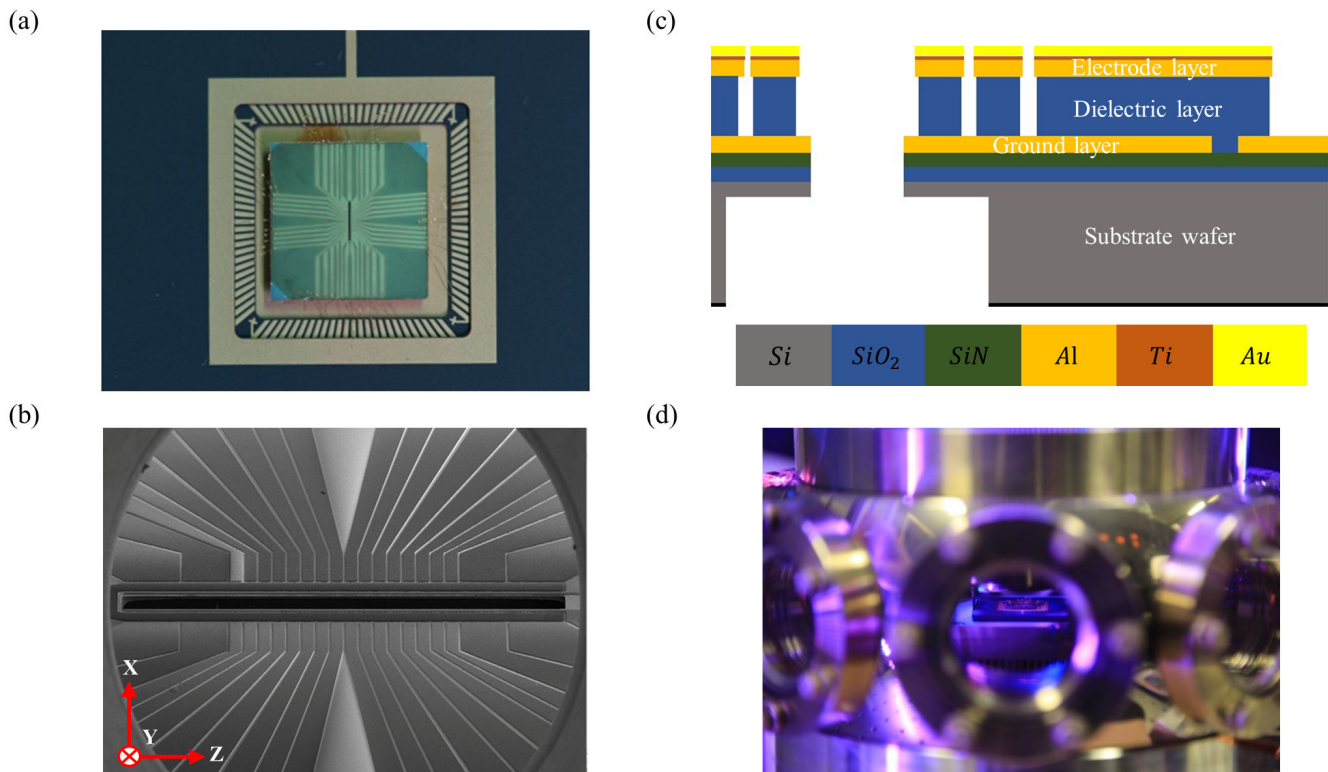 (a)
(c)
Electrode layer
Dielectric layer
Ground layer
Substrate wafer
Si SiO₂ SiN Al Ti Au
(b)
(d)
X
Y
Z